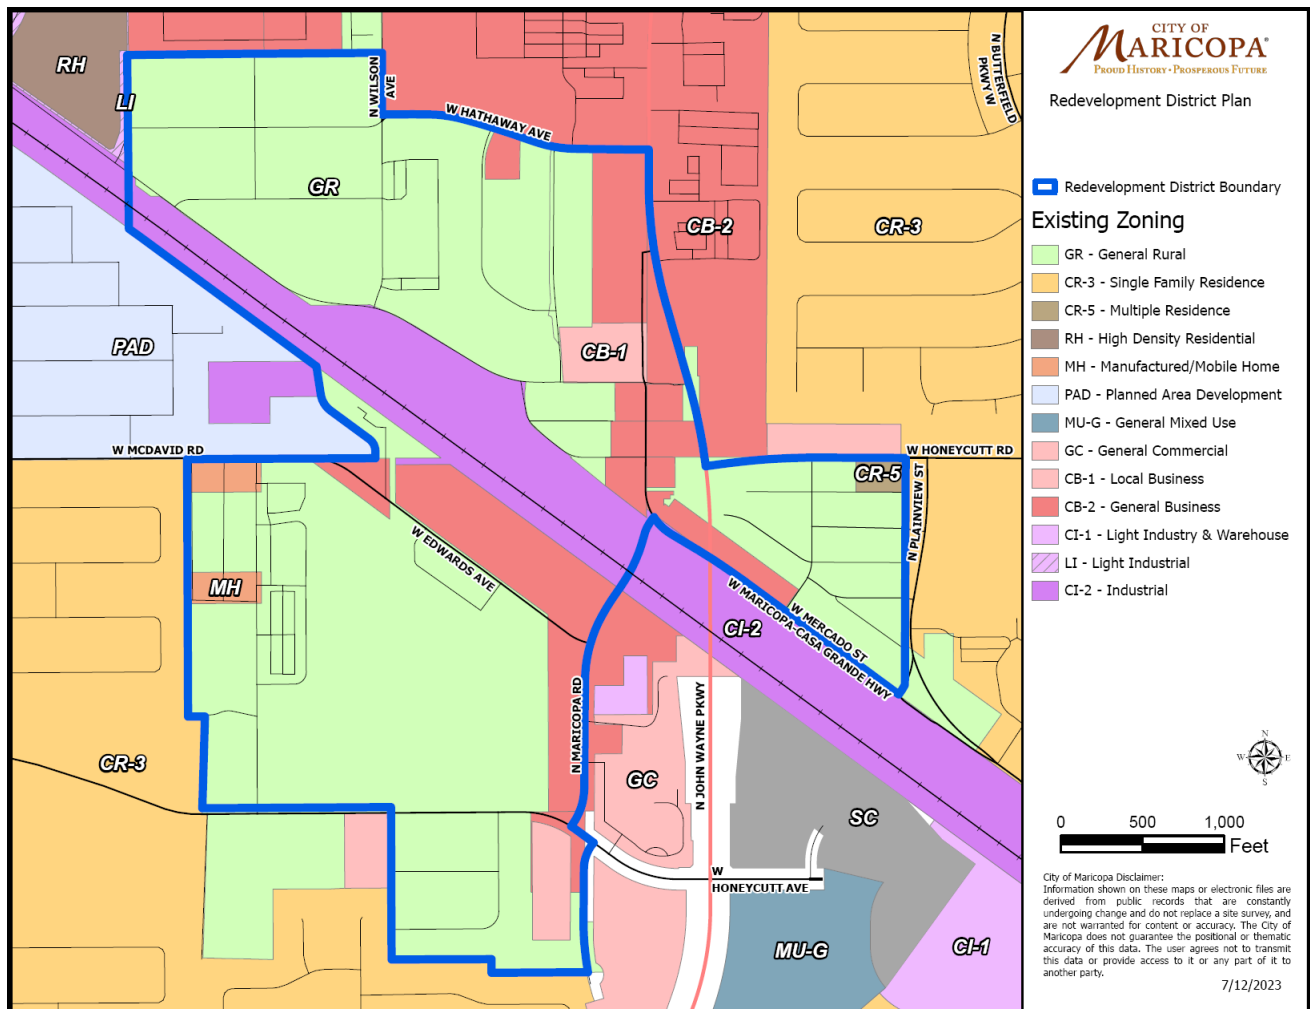 CITY OF
MARICOPA®
PROUD HISTORY • PROSPEROUS FUTURE
Redevelopment District Plan
Redevelopment District Boundary
Existing Zoning
GR - General Rural
CR-3 - Single Family Residence
CR-5 - Multiple Residence
RH - High Density Residential
MH - Manufactured/Mobile Home
PAD - Planned Area Development
MU-G - General Mixed Use
GC - General Commercial
CB-1 - Local Business
CB-2 - General Business
CI-1 - Light Industry & Warehouse
LI - Light Industrial
CI-2 - Industrial
N
W E
S
0 500 1,000
Feet
City of Maricopa Disclaimer:
Information shown on these maps or electronic files are
derived from public records that are constantly
undergoing change and do not replace a site survey, and
are not warranted for content or accuracy. The City of
Maricopa does not guarantee the positional or thematic
accuracy of this data. The user agrees not to transmit
this data or provide access to it or any part of it to
another party.
7/12/2023
RH
LI
N WILSON
AVE
W HATHAWAY AVE
N BUTTERFIELD
PKWY W
GR
CB-2
CR-3
PAD
CB-1
W MCDAVID RD
W HONEYCUTT RD
CR-5
N PLAINVIEW ST
W EDWARDS AVE
MH
CI-2
W MERCADO ST
W MARICOPA-CASA GRANDE HWY
N MARICOPA RD
N JOHN WAYNE PKWY
CR-3
GC
SC
W
HONEYCUTT AVE
MU-G
CI-1